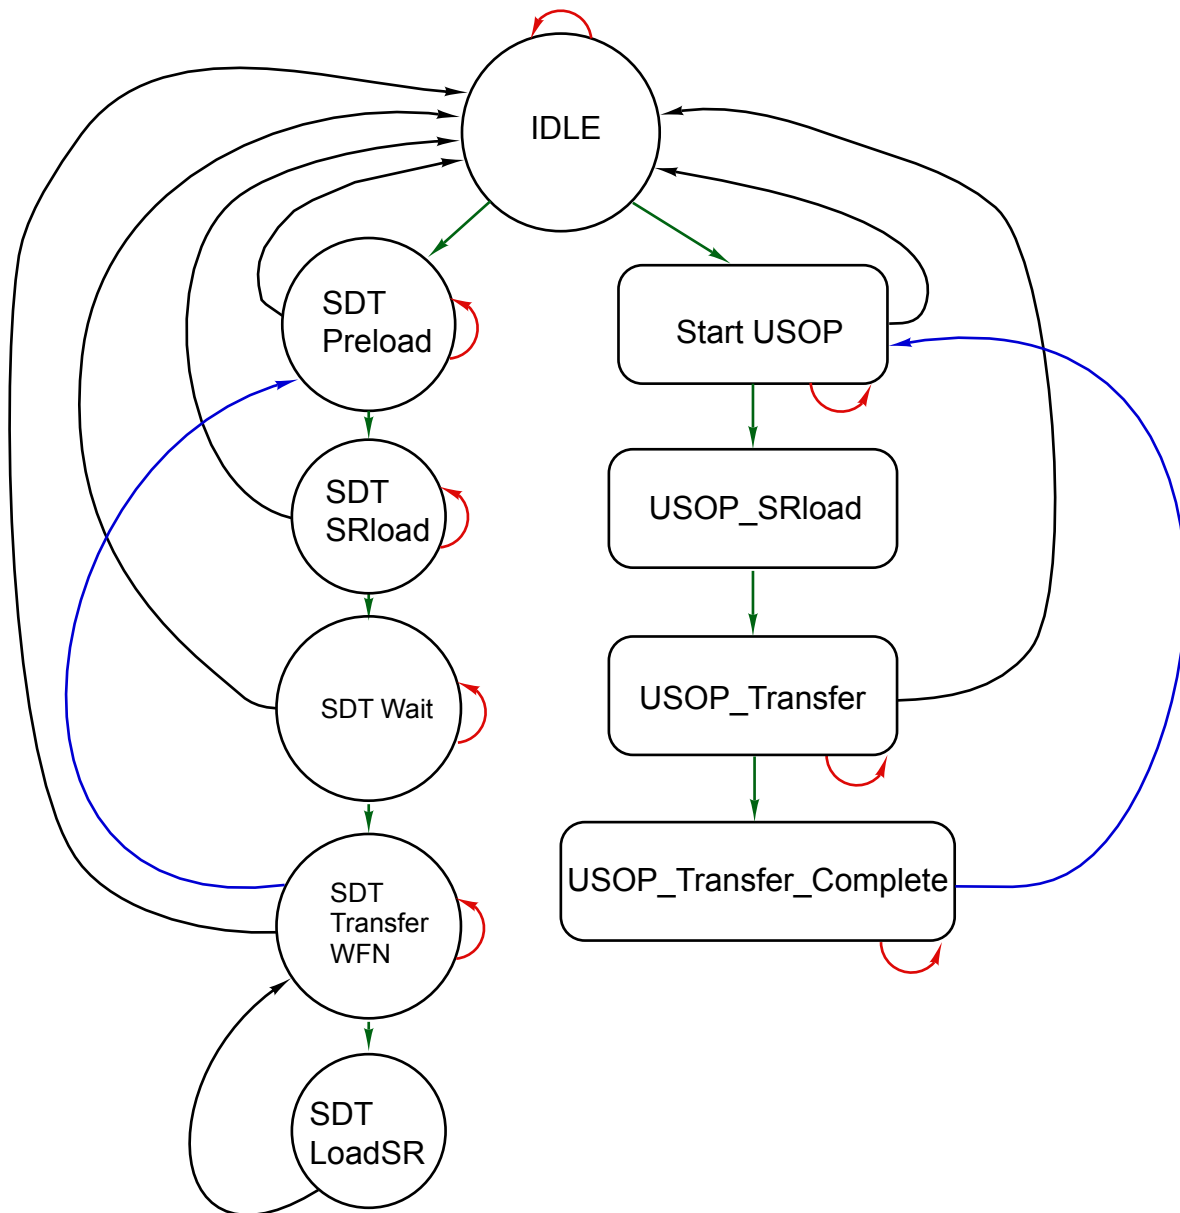 IDLE
SDT
Preload
Start USOP
SDT
SRload
USOP_SRload
SDT Wait
USOP_Transfer
SDT
Transfer
WFN
USOP_Transfer_Complete
SDT
LoadSR